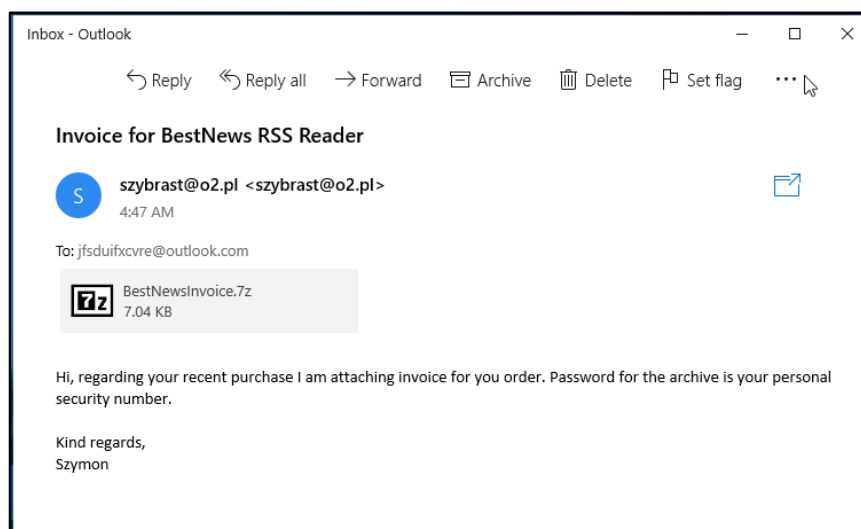 Inbox - Outlook
Reply Reply all Forward Archive Delete Set flag
Invoice for BestNews RSS Reader
S
szybrast@o2.pl <szybrast@o2.pl>
4:47 AM
To: jfsduifxcvre@outlook.com
7z
BestNewsInvoice.7z
7.04 KB
Hi, regarding your recent purchase I am attaching invoice for you order. Password for the archive is your personal
security number.
Kind regards,
Szymon